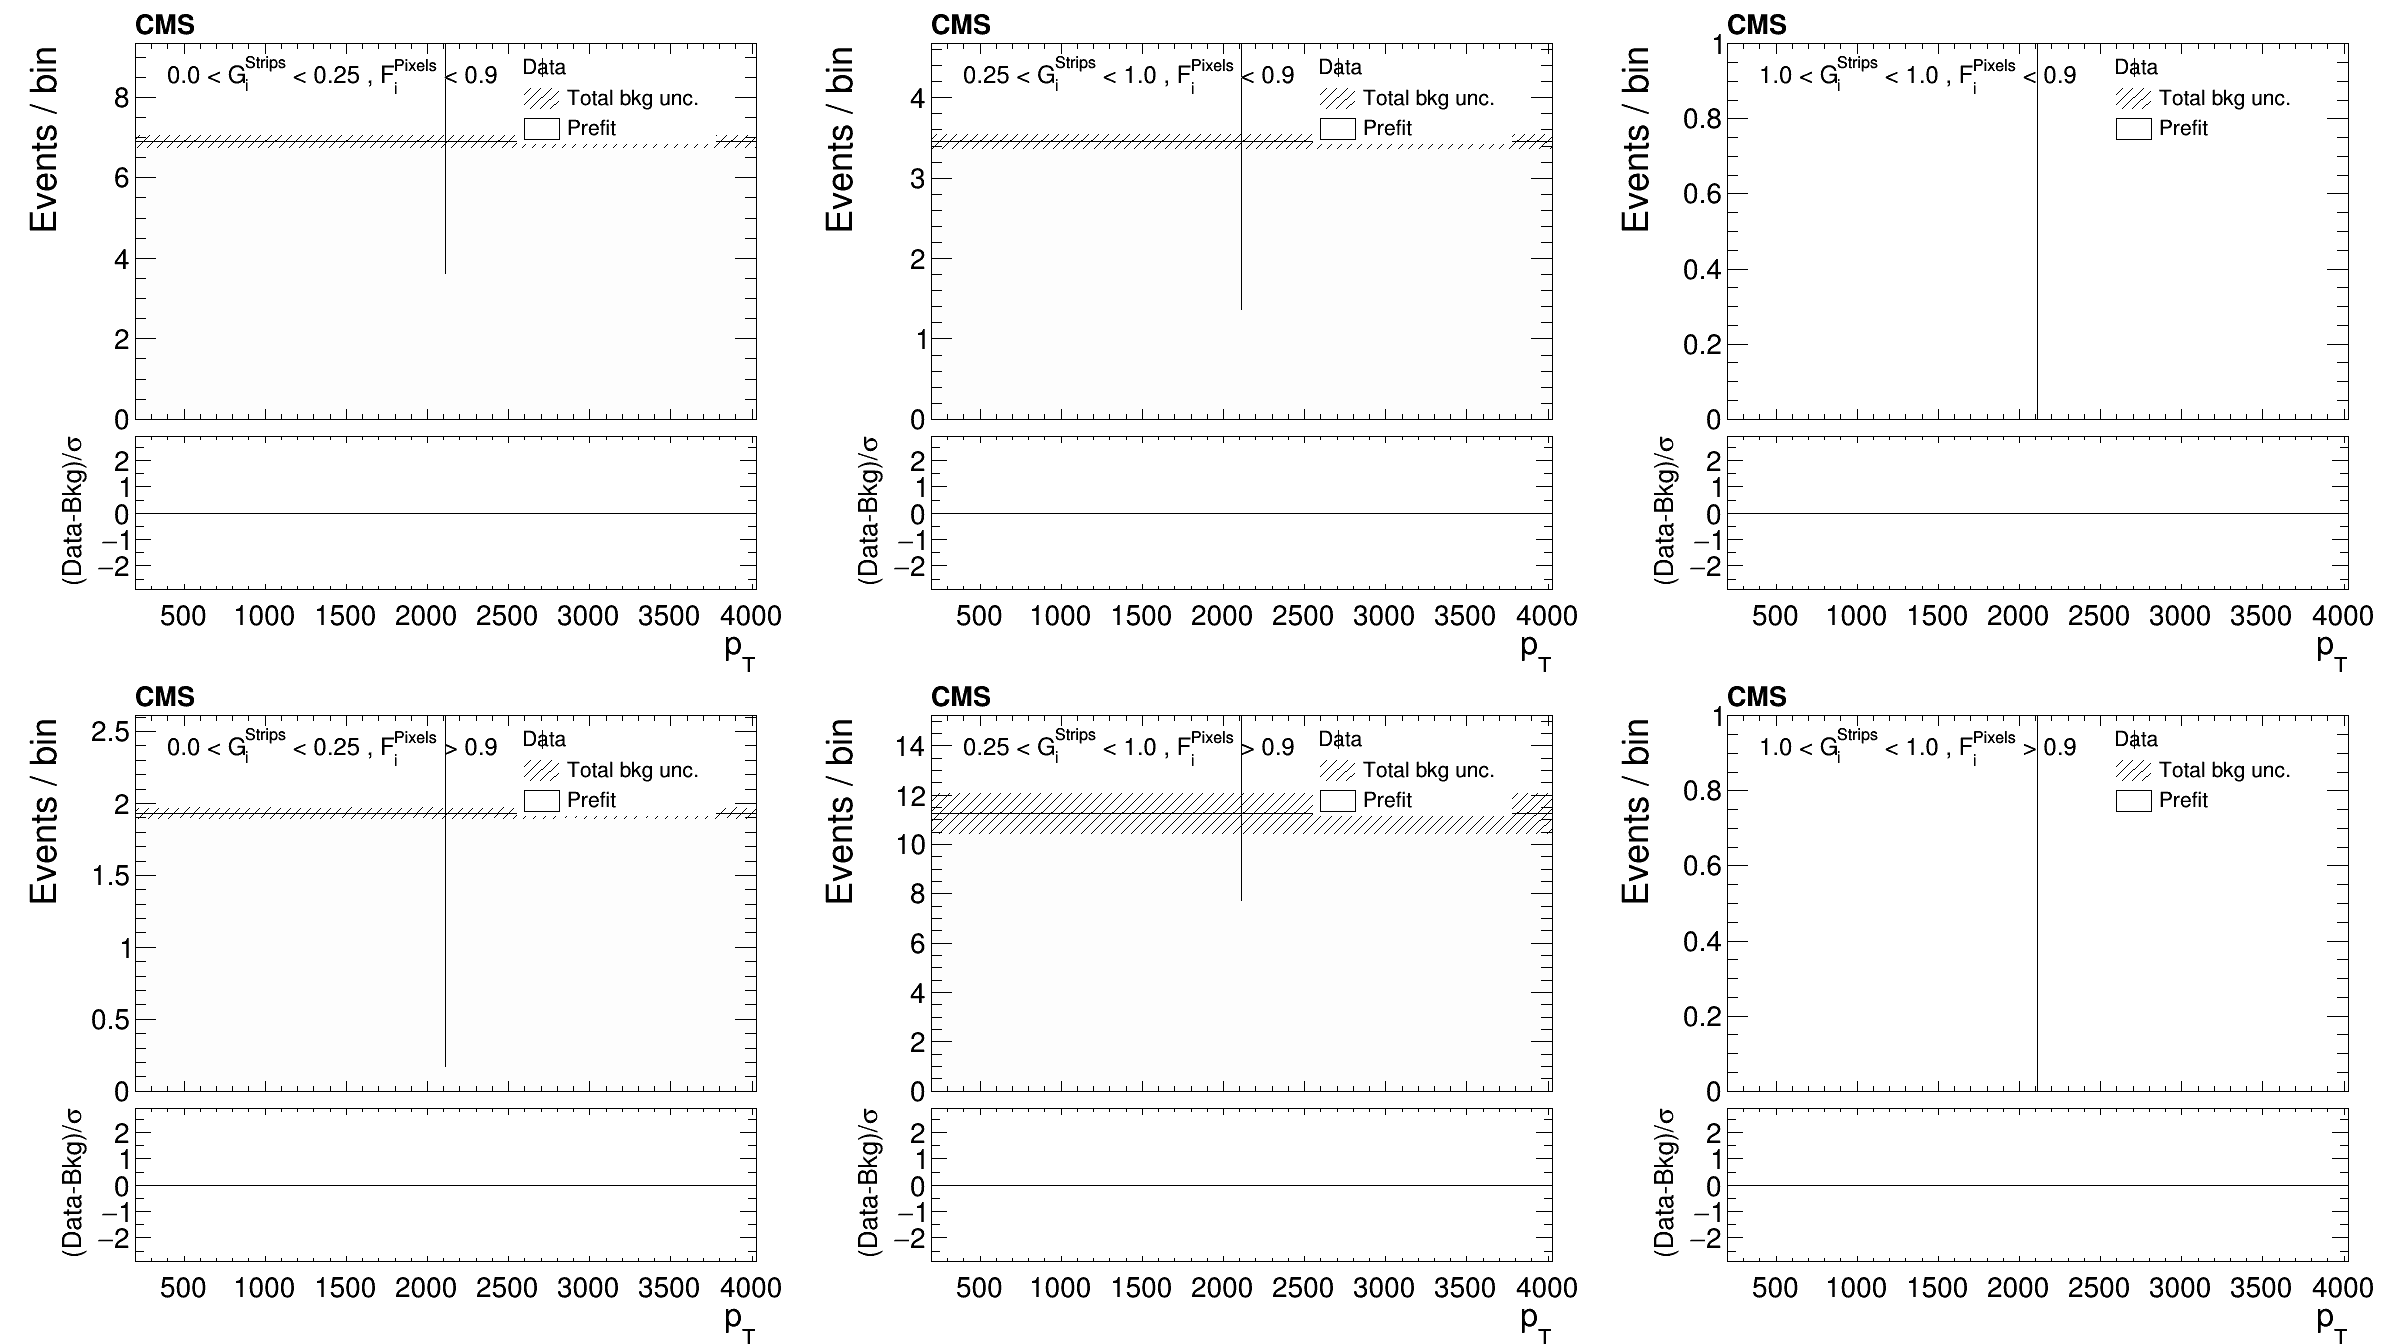 CMS
Events / bin
0.0 < G_i^Strips < 0.25 , F_i^Pixels < 0.9
Data
Total bkg unc.
Prefit
8
6
4
2
0
(Data-Bkg)/σ
2
1
0
−1
−2
500 1000 1500 2000 2500 3000 3500 4000
p_T
CMS
Events / bin
0.25 < G_i^Strips < 1.0 , F_i^Pixels < 0.9
Data
Total bkg unc.
Prefit
4
3
2
1
0
(Data-Bkg)/σ
2
1
0
−1
−2
500 1000 1500 2000 2500 3000 3500 4000
p_T
CMS
Events / bin
1.0 < G_i^Strips < 1.0 , F_i^Pixels < 0.9
Data
Total bkg unc.
Prefit
1
0.8
0.6
0.4
0.2
0
(Data-Bkg)/σ
2
1
0
−1
−2
500 1000 1500 2000 2500 3000 3500 4000
p_T
CMS
Events / bin
0.0 < G_i^Strips < 0.25 , F_i^Pixels > 0.9
Data
Total bkg unc.
Prefit
2.5
2
1.5
1
0.5
0
(Data-Bkg)/σ
2
1
0
−1
−2
500 1000 1500 2000 2500 3000 3500 4000
p_T
CMS
Events / bin
0.25 < G_i^Strips < 1.0 , F_i^Pixels > 0.9
Data
Total bkg unc.
Prefit
14
12
10
8
6
4
2
0
(Data-Bkg)/σ
2
1
0
−1
−2
500 1000 1500 2000 2500 3000 3500 4000
p_T
CMS
Events / bin
1.0 < G_i^Strips < 1.0 , F_i^Pixels > 0.9
Data
Total bkg unc.
Prefit
1
0.8
0.6
0.4
0.2
0
(Data-Bkg)/σ
2
1
0
−1
−2
500 1000 1500 2000 2500 3000 3500 4000
p_T